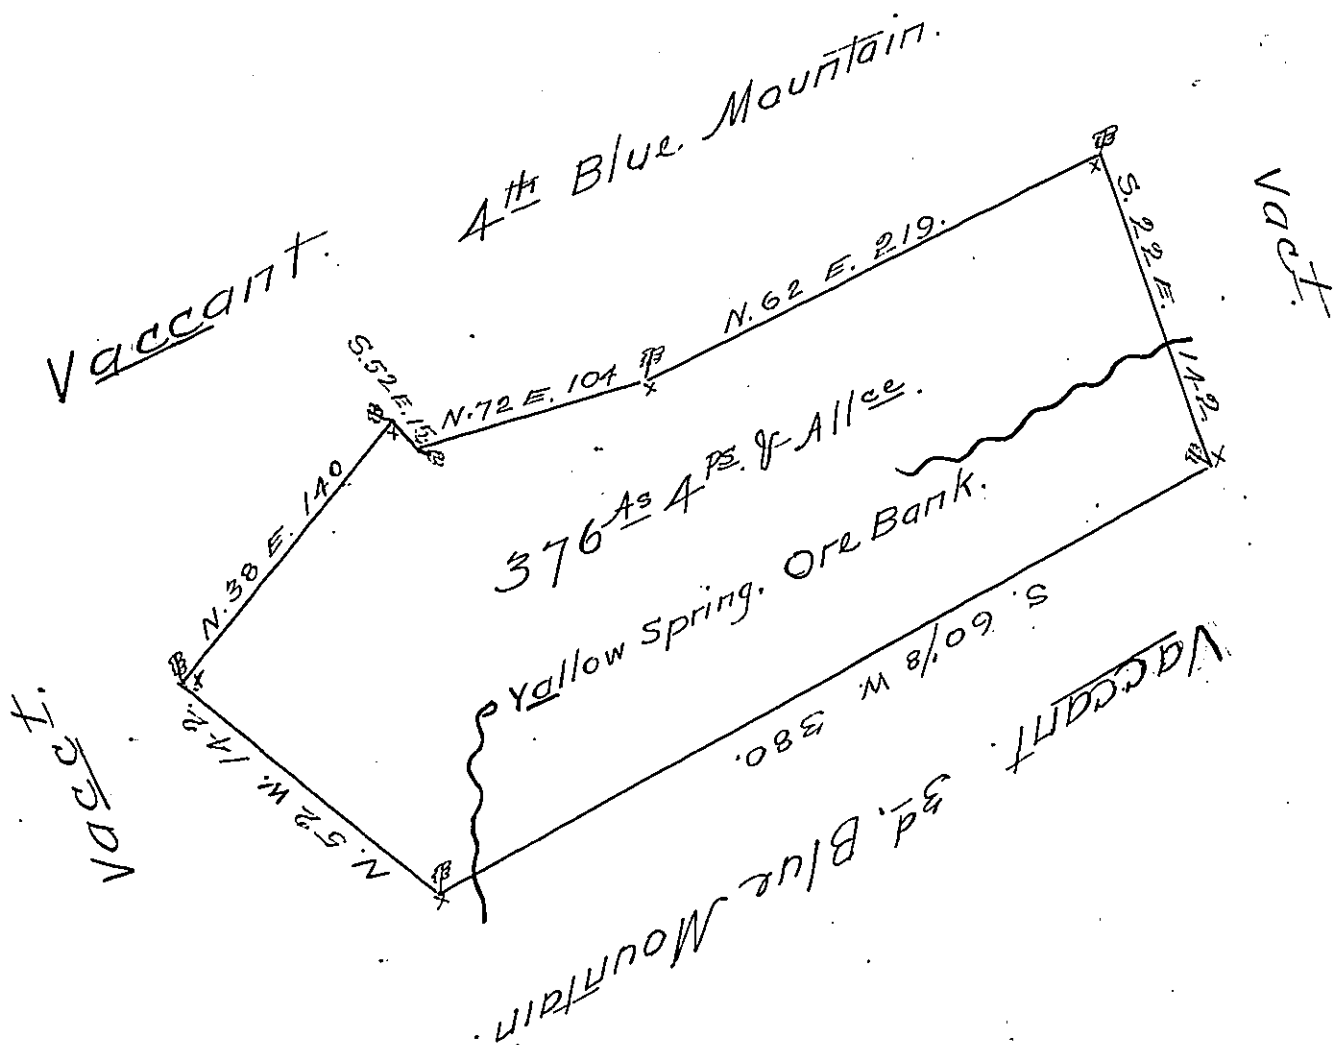 4th Blue. Mountain.
Vaccant.
Vact.
S. 52 E. 15.
N. 72 E. 104
N. 62 E. 219.
S. 22 E. 142
N. 38 E. 140
376 As 4 ps. & Allce.
Yallow Spring. Ore Bank.
S. 60 1/8 W 380.
Vaccant.
3d. Blue Mountain.
N. 52 W. 142.
Vacct.